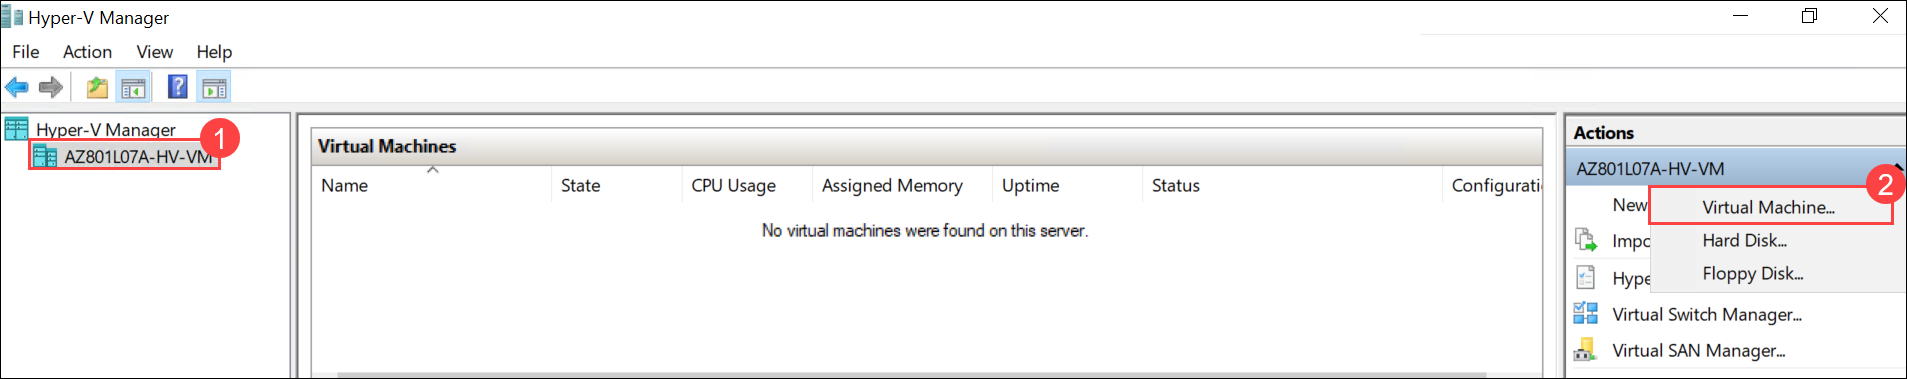 Hyper-V Manager
File Action View Help
Hyper-V Manager
1
AZ801L07A-HV-VM
Virtual Machines
Name State CPU Usage Assigned Memory Uptime Status Configurati
No virtual machines were found on this server.
Actions
AZ801L07A-HV-VM
2
New
Virtual Machine...
Impo
Hard Disk...
Hype
Floppy Disk...
Virtual Switch Manager...
Virtual SAN Manager...